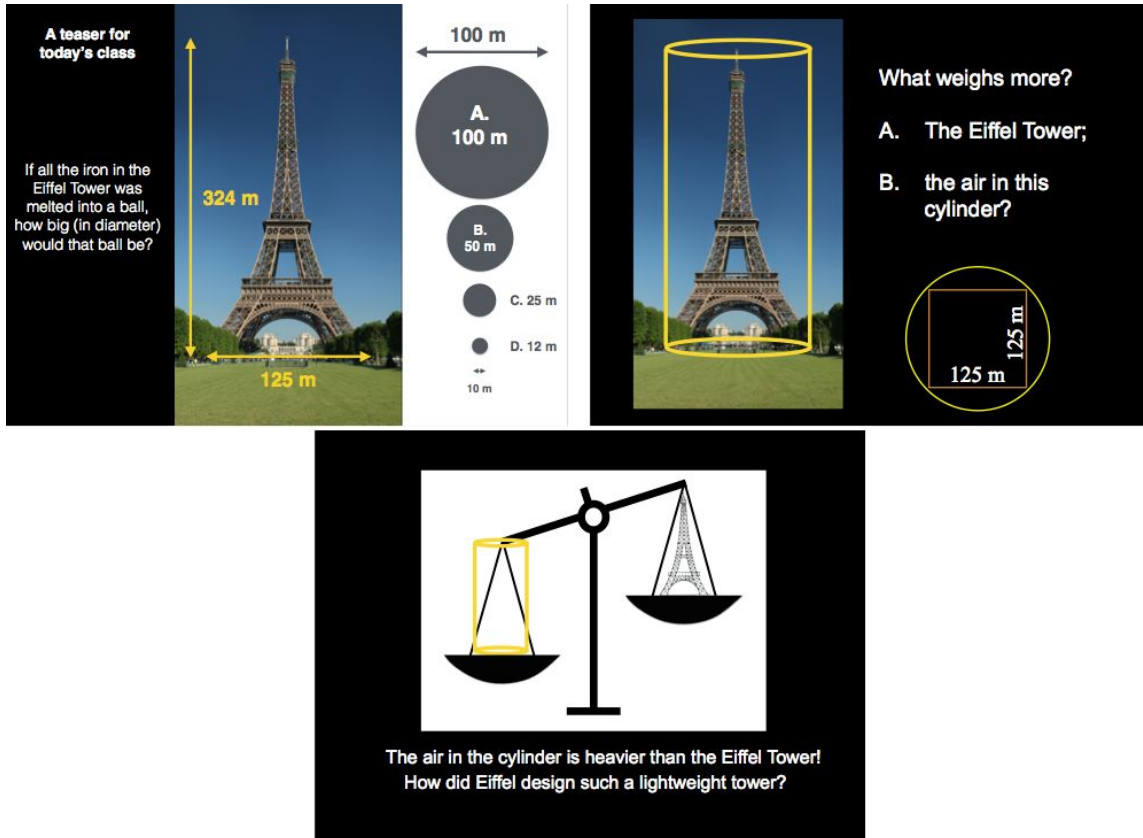 A teaser for
today's class
If all the iron in the
Eiffel Tower was
melted into a ball,
how big (in diameter)
would that ball be?
324 m
125 m
100 m
A.
100 m
B.
50 m
C. 25 m
D. 12 m
10 m
What weighs more?
A. The Eiffel Tower;
B. the air in this
cylinder?
125 m
125 m
The air in the cylinder is heavier than the Eiffel Tower!
How did Eiffel design such a lightweight tower?